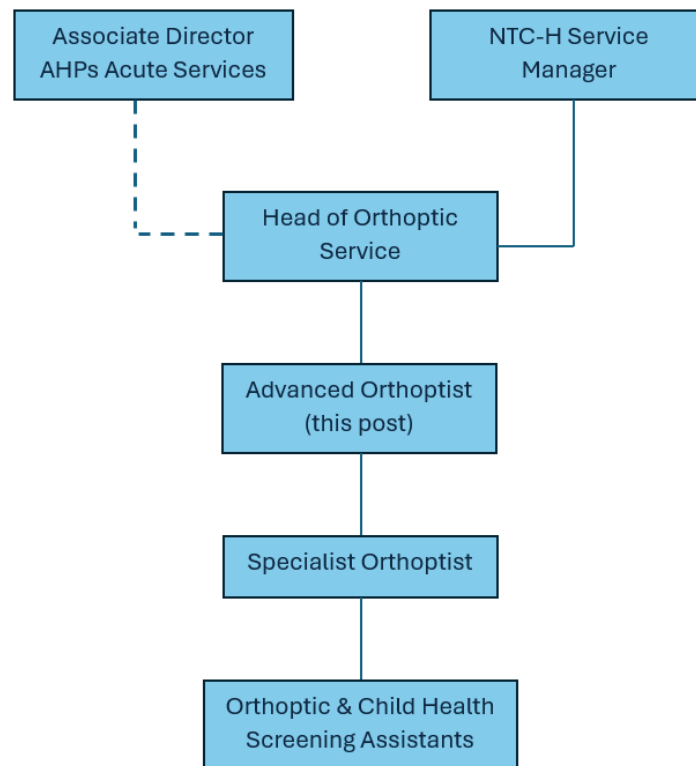 Associate Director
AHPs Acute Services
NTC-H Service
Manager
Head of Orthoptic
Service
Advanced Orthoptist
(this post)
Specialist Orthoptist
Orthoptic & Child Health
Screening Assistants